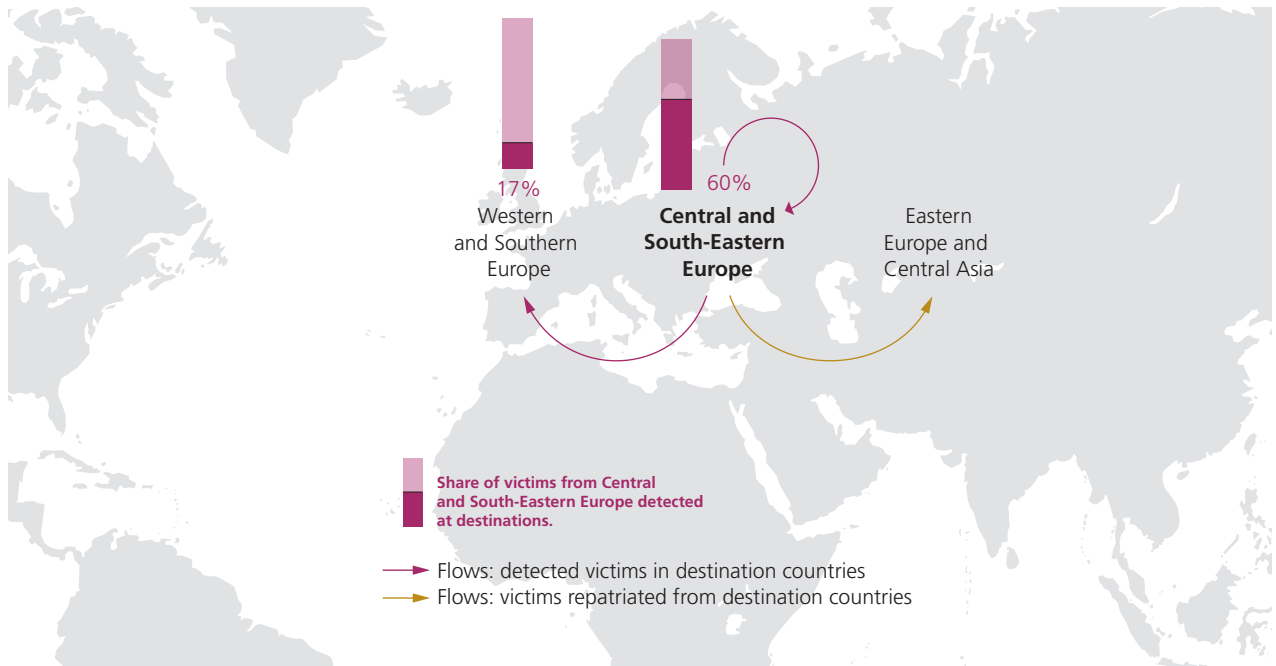 17%
Western
and Southern
Europe
60%
Central and
South-Eastern
Europe
Eastern
Europe and
Central Asia
Share of victims from Central
and South-Eastern Europe detected
at destinations.
Flows: detected victims in destination countries
Flows: victims repatriated from destination countries